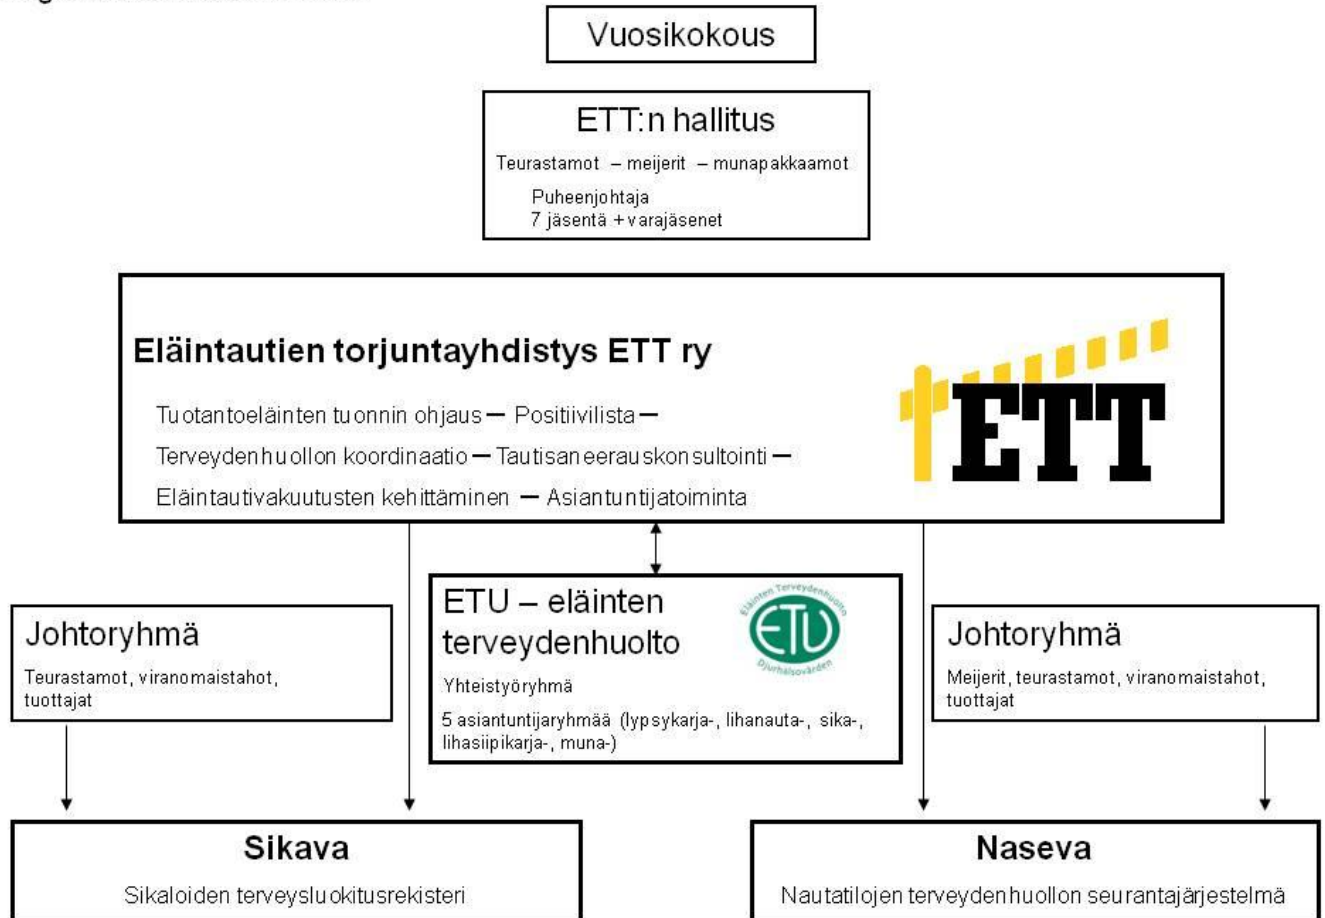 Vuosikokous
ETT:n hallitus
Teurastamot – meijerit – munapakkaamot
Puheenjohtaja
7 jäsentä + varajäsenet
Eläintautien torjuntayhdistys ETT ry
Tuotantoeläinten tuonnin ohjaus — Positiivilista —
Terveydenhuollon koordinaatio — Tautisaneerauskonsultointi —
Eläintautivakuutusten kehittäminen — Asiantuntijatoiminta
ETT
Johtoryhmä
Teurastamot, viranomaistahot,
tuottajat
ETU – eläinten
terveydenhuolto
Eläinten Terveydenhuolto
ETU
Djurhälsovården
Yhteistyöryhmä
5 asiantuntijaryhmää (lypsykarja-, lihanauta-, sika-,
lihasiipikarja-, muna-)
Johtoryhmä
Meijerit, teurastamot, viranomaistahot,
tuottajat
Sikava
Sikaloiden terveysluokitusrekisteri
Naseva
Nautatilojen terveydenhuollon seurantajärjestelmä